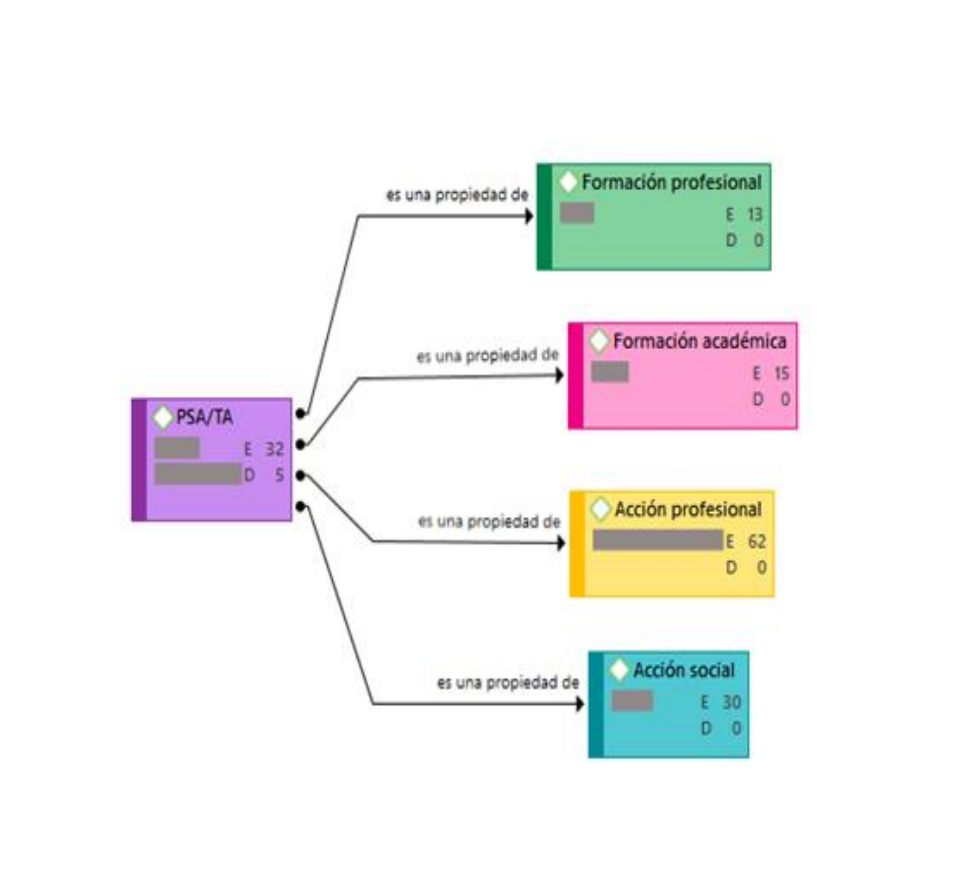 Formación profesional
es una propiedad de
E 13
D 0
Formación académica
es una propiedad de
E 15
D 0
PSA/TA
E 32
D 5
Acción profesional
es una propiedad de
E 62
D 0
Acción social
es una propiedad de
E 30
D 0